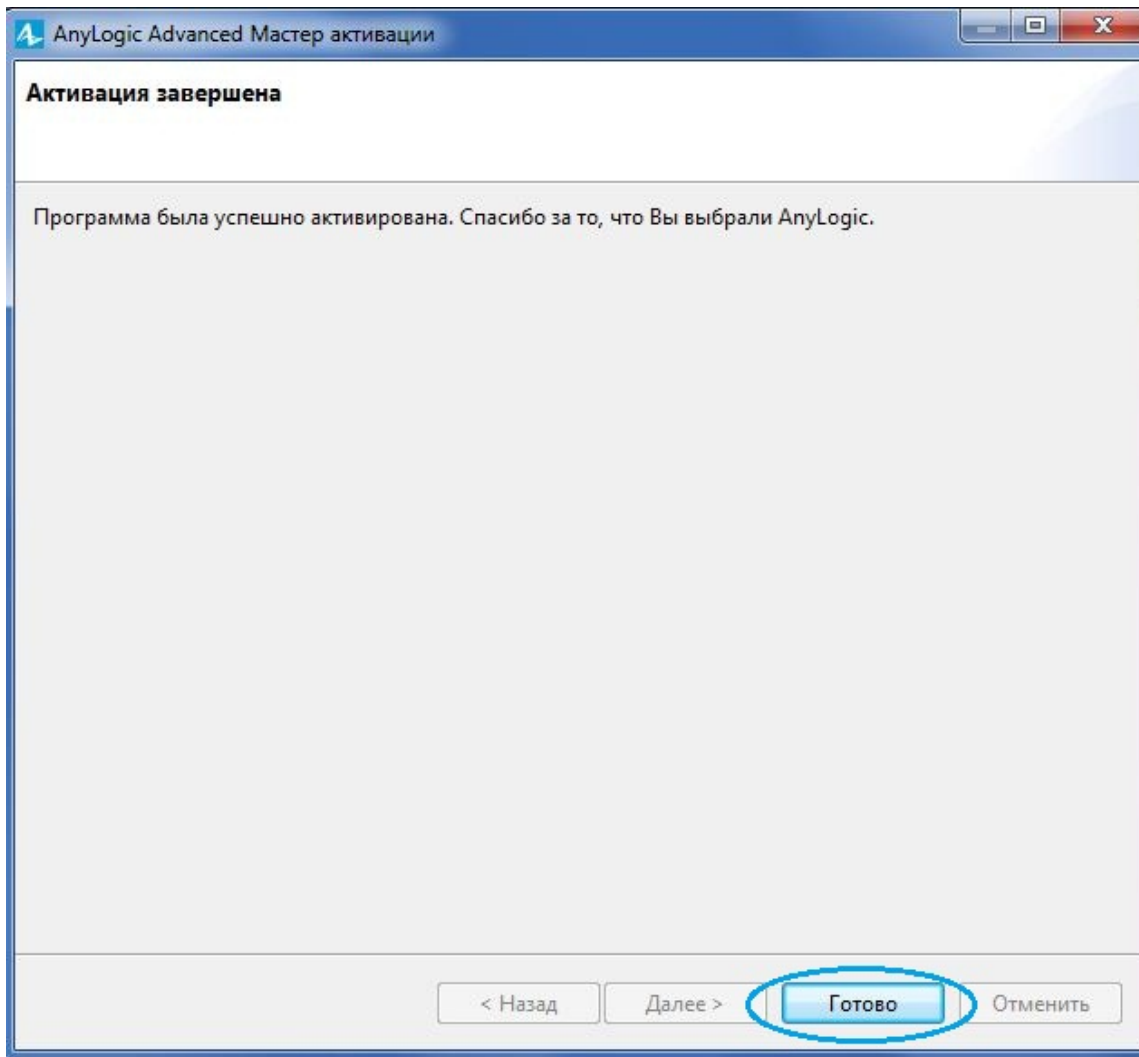 AnyLogic Advanced Мастер активации
Активация завершена
Программа была успешно активирована. Спасибо за то, что Вы выбрали AnyLogic.
< Назад
Далее >
Готово
Отменить